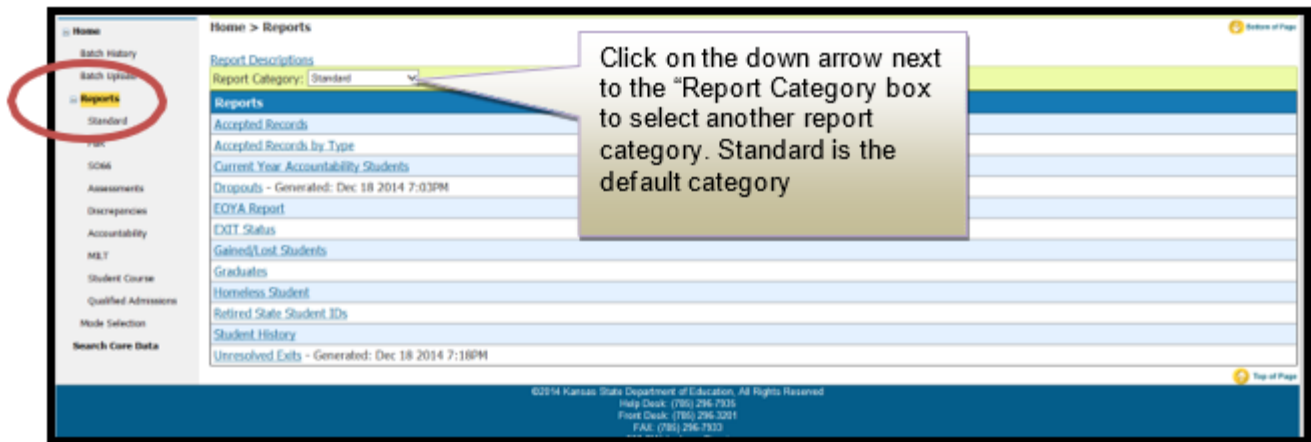 Home
Batch History
Batch Upload
Reports
Standard
SO66
Assessments
Discrepancies
Accountability
MILT
Student Course
Qualified Admissions
Mode Selection
Search Core Data
Home > Reports
Bottom of Page
Report Descriptions
Report Category: Standard
Reports
Accepted Records
Accepted Records by Type
Current Year Accountability Students
Dropouts - Generated: Dec 18 2014 7:03PM
EOYA Report
EXIT Status
Gained/Lost Students
Graduates
Homeless Student
Retired State Student IDs
Student History
Unresolved Exits - Generated: Dec 18 2014 7:18PM
Click on the down arrow next
to the “Report Category box
to select another report
category. Standard is the
default category
Top of Page
©2014 Kansas State Department of Education, All Rights Reserved
Help Desk: (785) 296-7935
Front Desk: (785) 296-3201
FAX: (785) 296-7933